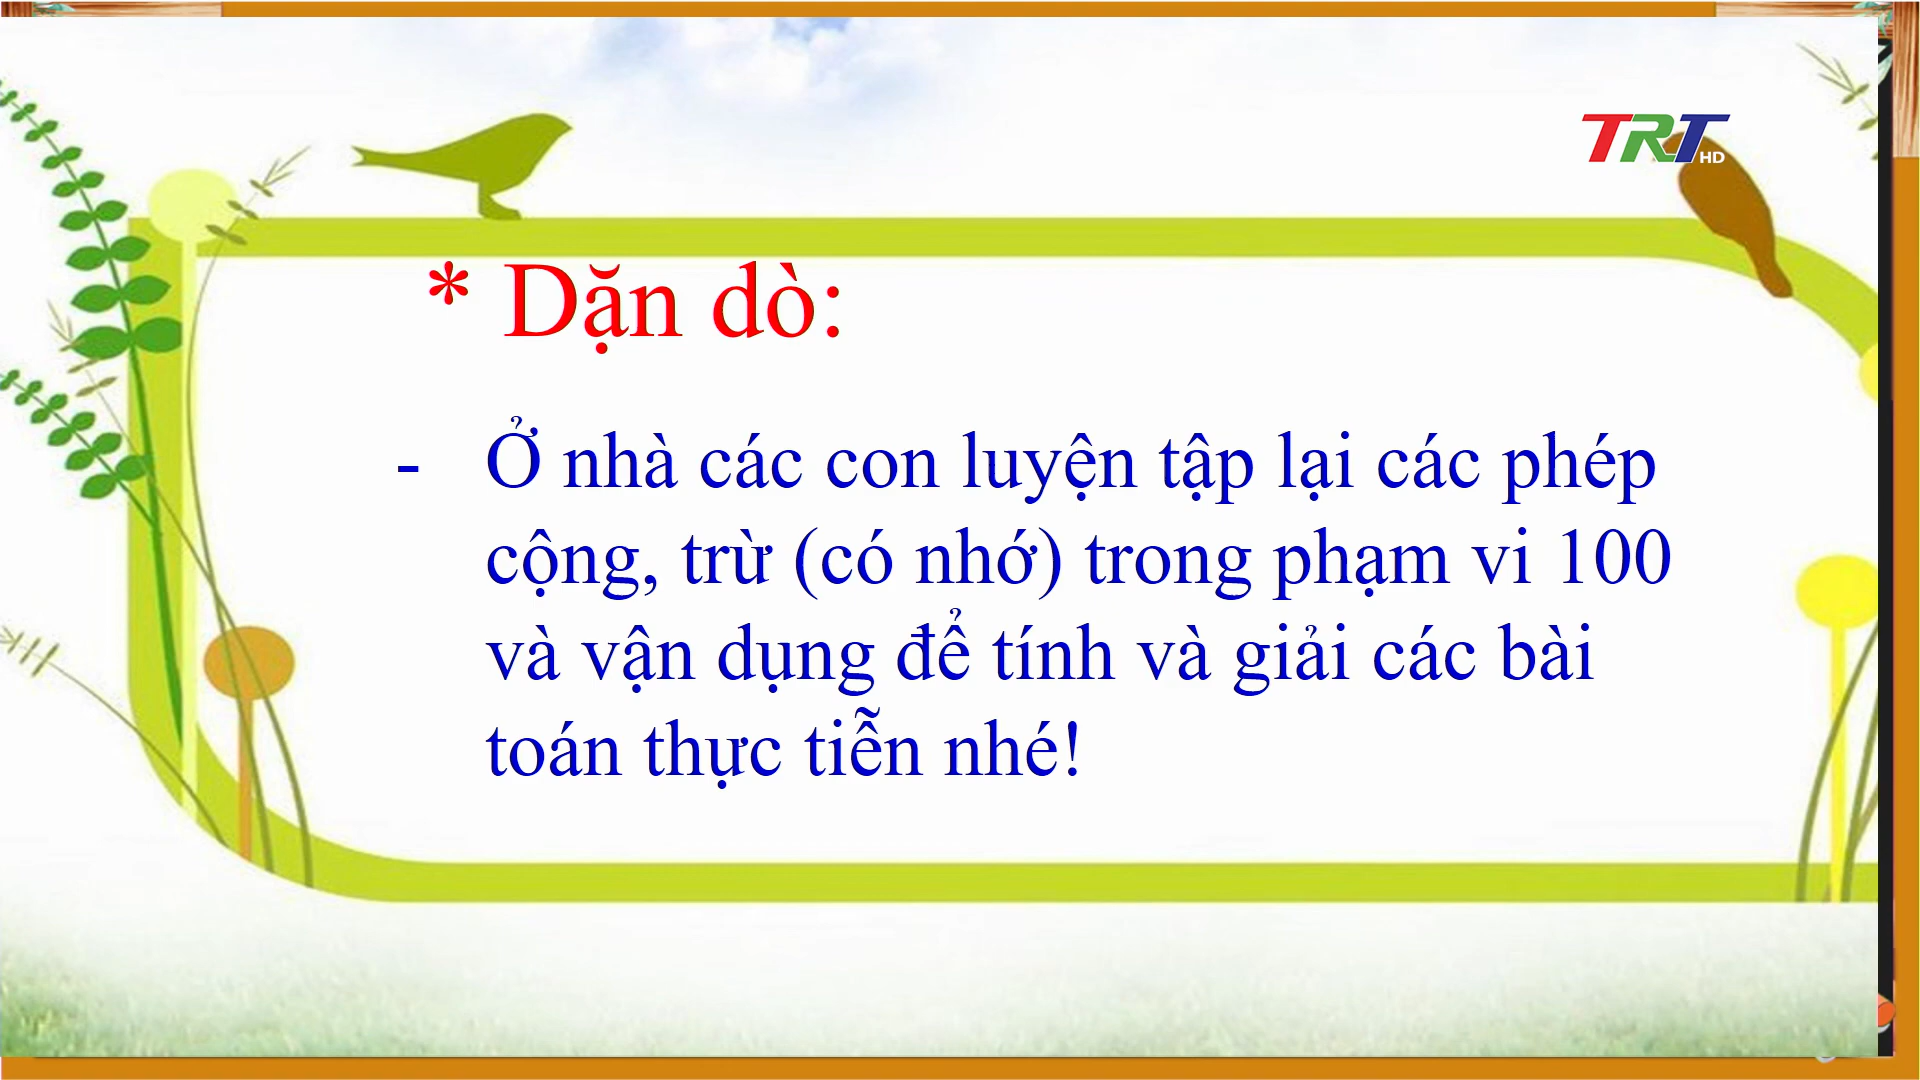 TRT HD
* Dặn dò:
- Ở nhà các con luyện tập lại các phép
cộng, trừ (có nhớ) trong phạm vi 100
và vận dụng để tính và giải các bài
toán thực tiễn nhé!